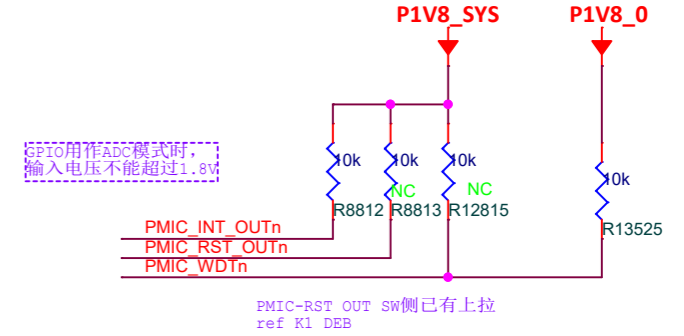 P1V8_SYS
P1V8_0
GPIO用作ADC模式时，
输入电压不能超过1.8V
10k
10k
10k
10k
NC
NC
R8812
R8813
R12815
R13525
PMIC_INT_OUTn
PMIC_RST_OUTn
PMIC_WDTn
PMIC-RST OUT SW侧已有上拉
ref K1 DEB